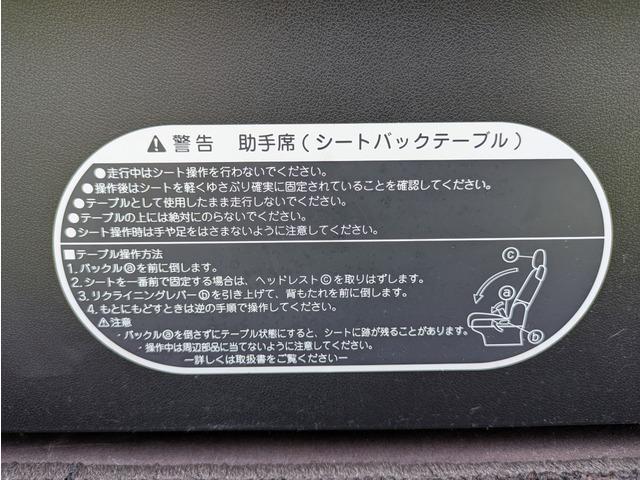 ⚠ 警告 助手席(シートバックテーブル)
●走行中はシート操作を行わないでください。
●操作後はシートを軽くゆさぶり確実に固定されていることを確認してください。
●テーブルとして使用したまま走行しないでください。
●テーブルの上には絶対にのらないでください。
●シート操作時は手や足をはさまないように注意してください。
■テーブル操作方法
1. バックルⓐを前に倒します。
2. シートを一番前で固定する場合は、ヘッドレストⓒを取りはずします。
3. リクライニングレバーⓑを引き上げて、背もたれを前に倒します。
4. もとにもどすときは逆の手順で操作してください。
⚠注意
・バックルⓐを倒さずにテーブル状態にすると、シートに跡が残ることがあります。
・操作中は周辺部品に当てないように注意してください。
ー詳しくは取扱書をご覧くださいー
ⓒ
ⓐ
ⓑ